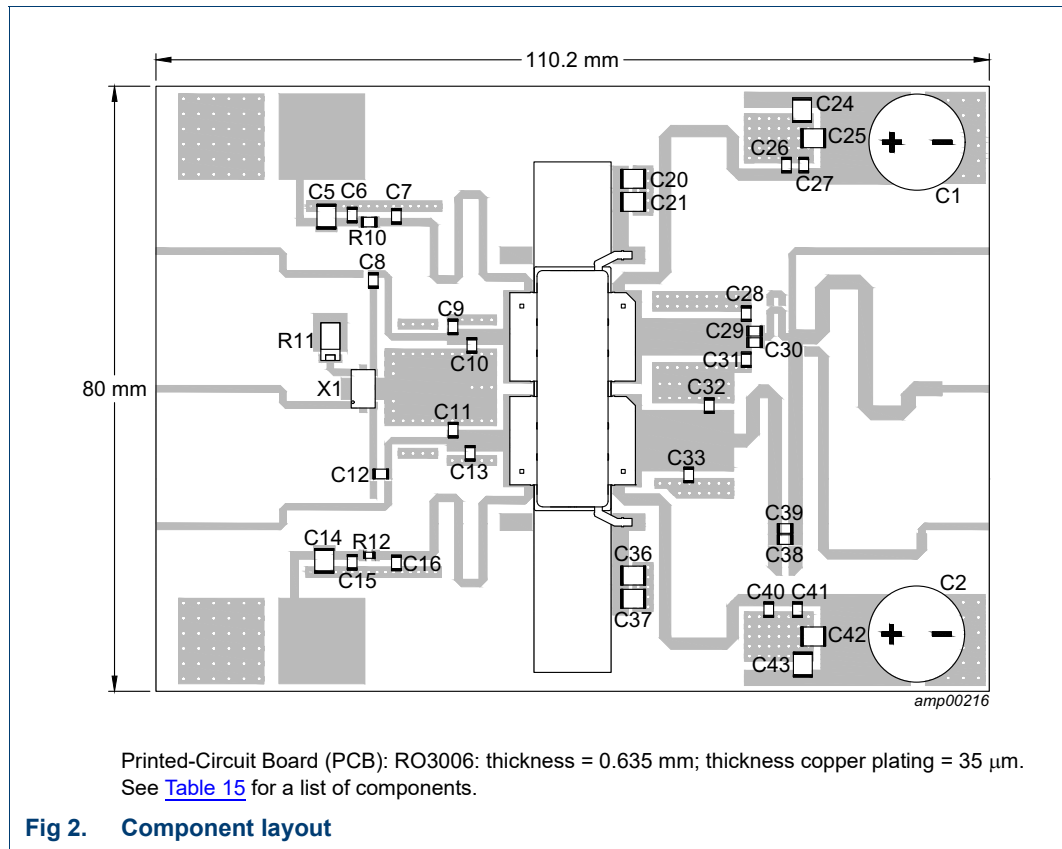 110.2 mm
80 mm
C24
C25
C26
C27
C1
C20
C21
C5
C6
C7
R10
C8
C9
C10
R11
X1
C28
C29
C30
C31
C32
C11
C13
C12
C33
C39
C38
C14
R12
C15
C16
C36
C37
C40
C41
C2
C42
C43
+ −
+ −
amp00216
Printed-Circuit Board (PCB): RO3006: thickness = 0.635 mm; thickness copper plating = 35 μm.
See Table 15 for a list of components.
Fig 2. Component layout